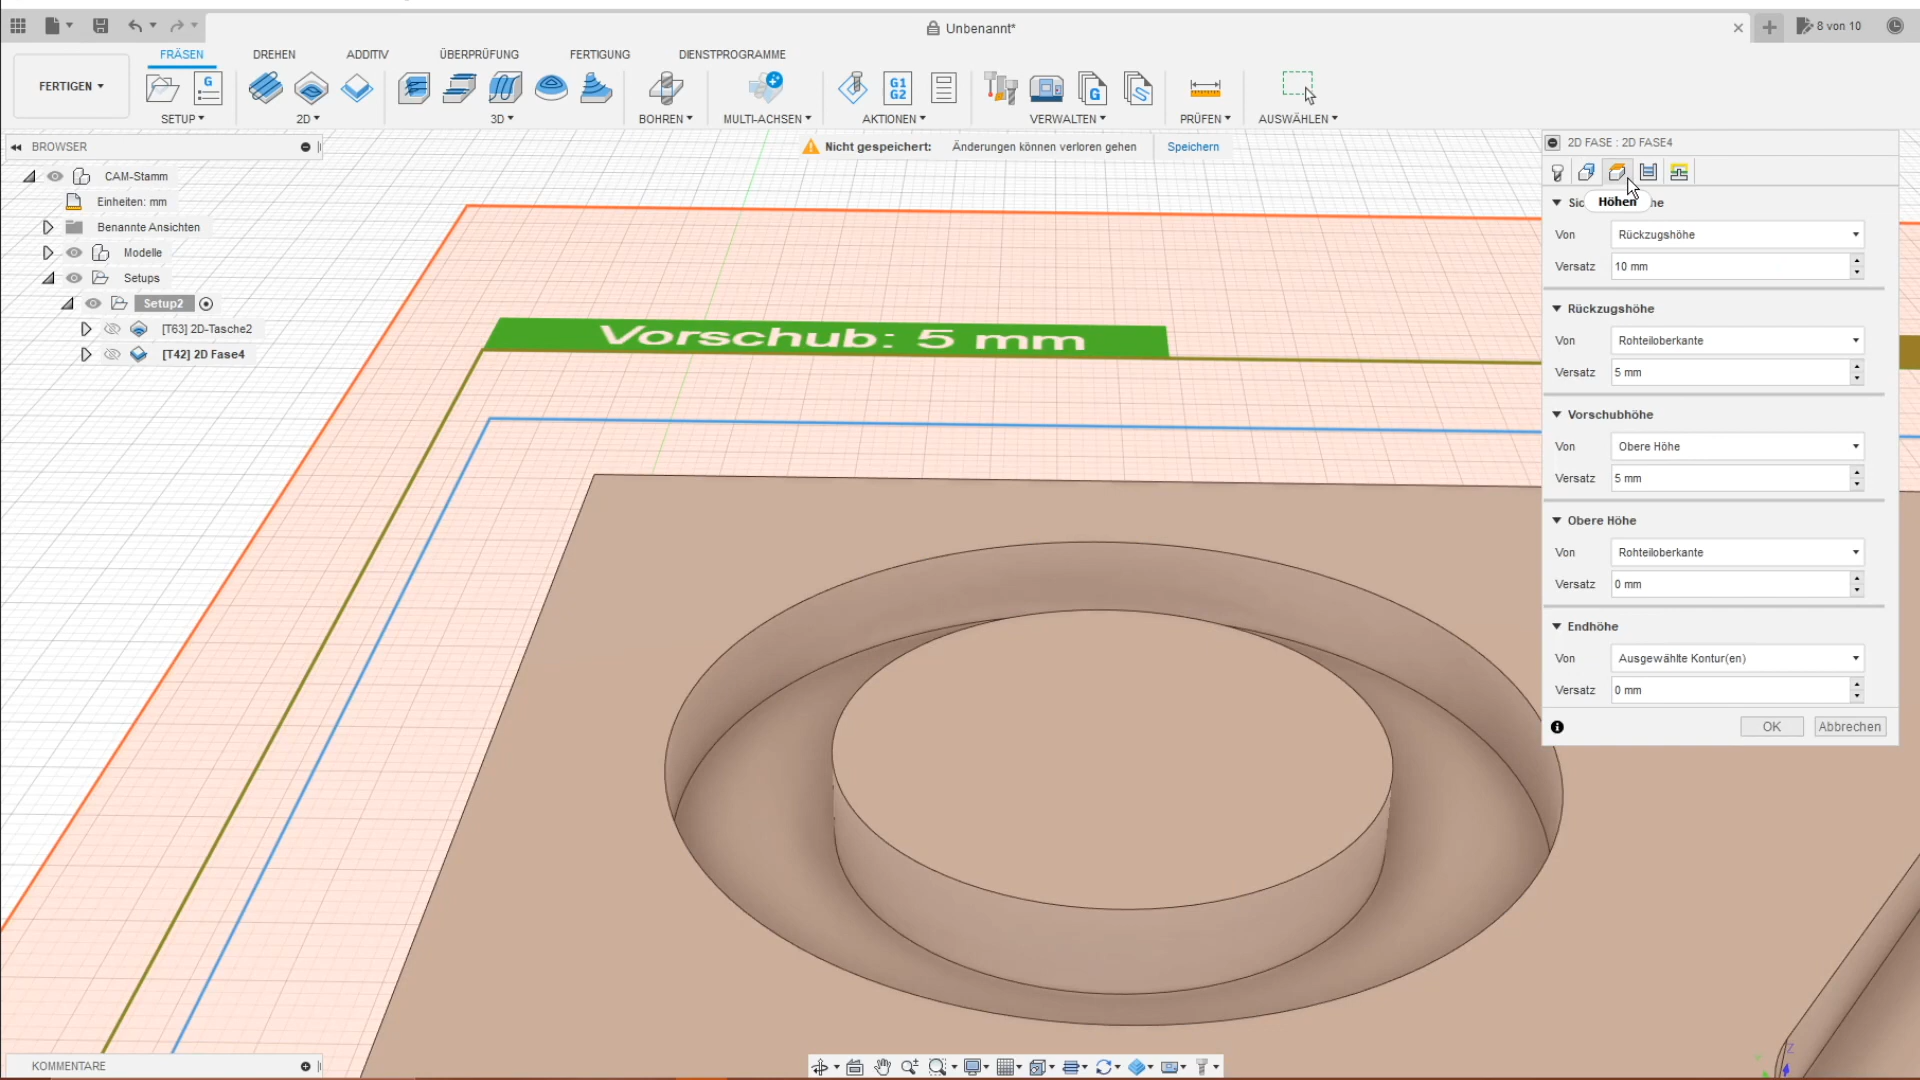 Unbenannt*
8 von 10
FERTIGEN
FRÄSEN
DREHEN
ADDITIV
ÜBERPRÜFUNG
FERTIGUNG
DIENSTPROGRAMME
G
G1
G2
G
SETUP
2D
3D
BOHREN
MULTI-ACHSEN
AKTIONEN
VERWALTEN
PRÜFEN
AUSWÄHLEN
BROWSER
CAM-Stamm
Einheiten: mm
Benannte Ansichten
Modelle
Setups
Setup2
[T63] 2D-Tasche2
[T42] 2D Fase4
Nicht gespeichert: Änderungen können verloren gehen Speichern
Vorschub: 5 mm
2D FASE : 2D FASE4
Höhen
Von Rückzugshöhe
Versatz 10 mm
Rückzugshöhe
Von Rohteiloberkante
Versatz 5 mm
Vorschubhöhe
Von Obere Höhe
Versatz 5 mm
Obere Höhe
Von Rohteiloberkante
Versatz 0 mm
Endhöhe
Von Ausgewählte Kontur(en)
Versatz 0 mm
OK Abbrechen
KOMMENTARE
Z